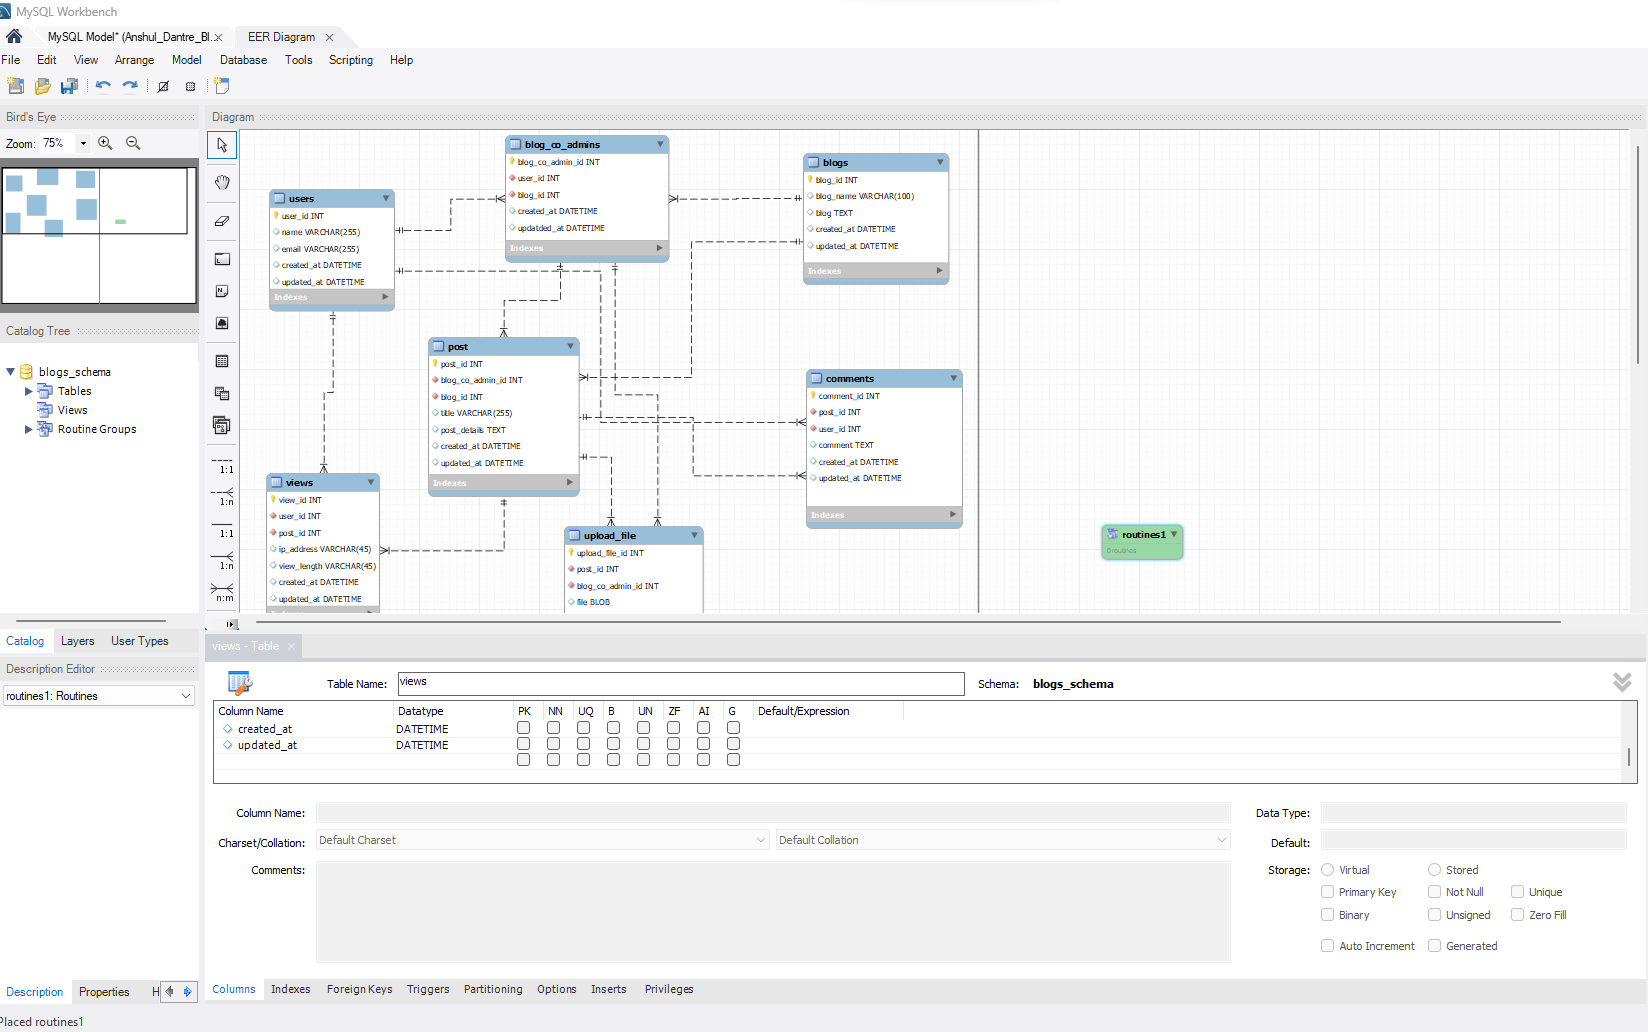 MySQL Workbench
MySQL Model* (Anshul_Dantre_Bl.. EER Diagram
File Edit View Arrange Model Database Tools Scripting Help
Bird's Eye
Zoom: 75%
Catalog Tree
blogs_schema
Tables
Views
Routine Groups
Catalog Layers User Types
Description Editor
routines1: Routines
Description Properties H
Placed routines1
Diagram
1:1
1:n
1:1
1:n
n:m
blog_co_admins
blog_co_admin_id INT
user_id INT
blog_id INT
created_at DATETIME
updatded_at DATETIME
Indexes
blogs
blog_id INT
blog_name VARCHAR(100)
blog TEXT
created_at DATETIME
updated_at DATETIME
Indexes
users
user_id INT
name VARCHAR(255)
email VARCHAR(255)
created_at DATETIME
updated_at DATETIME
Indexes
post
post_id INT
blog_co_admin_id INT
blog_id INT
title VARCHAR(255)
post_details TEXT
created_at DATETIME
updated_at DATETIME
Indexes
comments
comment_id INT
post_id INT
user_id INT
comment TEXT
created_at DATETIME
updated_at DATETIME
Indexes
views
view_id INT
user_id INT
post_id INT
ip_address VARCHAR(45)
view_length VARCHAR(45)
created_at DATETIME
updated_at DATETIME
upload_file
upload_file_id INT
post_id INT
blog_co_admin_id INT
file BLOB
routines1
0 routines
views - Table
Table Name: views Schema: blogs_schema
Column Name Datatype PK NN UQ B UN ZF AI G Default/Expression
created_at DATETIME
updated_at DATETIME
Column Name: Data Type:
Charset/Collation: Default Charset Default Collation Default:
Comments: Storage: Virtual Stored
Primary Key Not Null Unique
Binary Unsigned Zero Fill
Auto Increment Generated
Columns Indexes Foreign Keys Triggers Partitioning Options Inserts Privileges